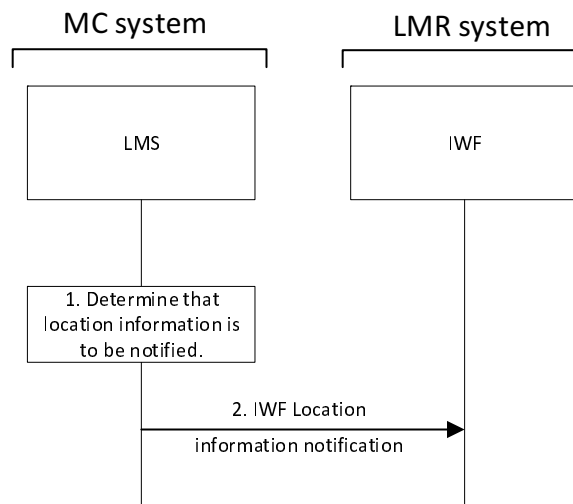 MC system
LMR system
LMS
IWF
1. Determine that
location information is
to be notified.
2. IWF Location
information notification